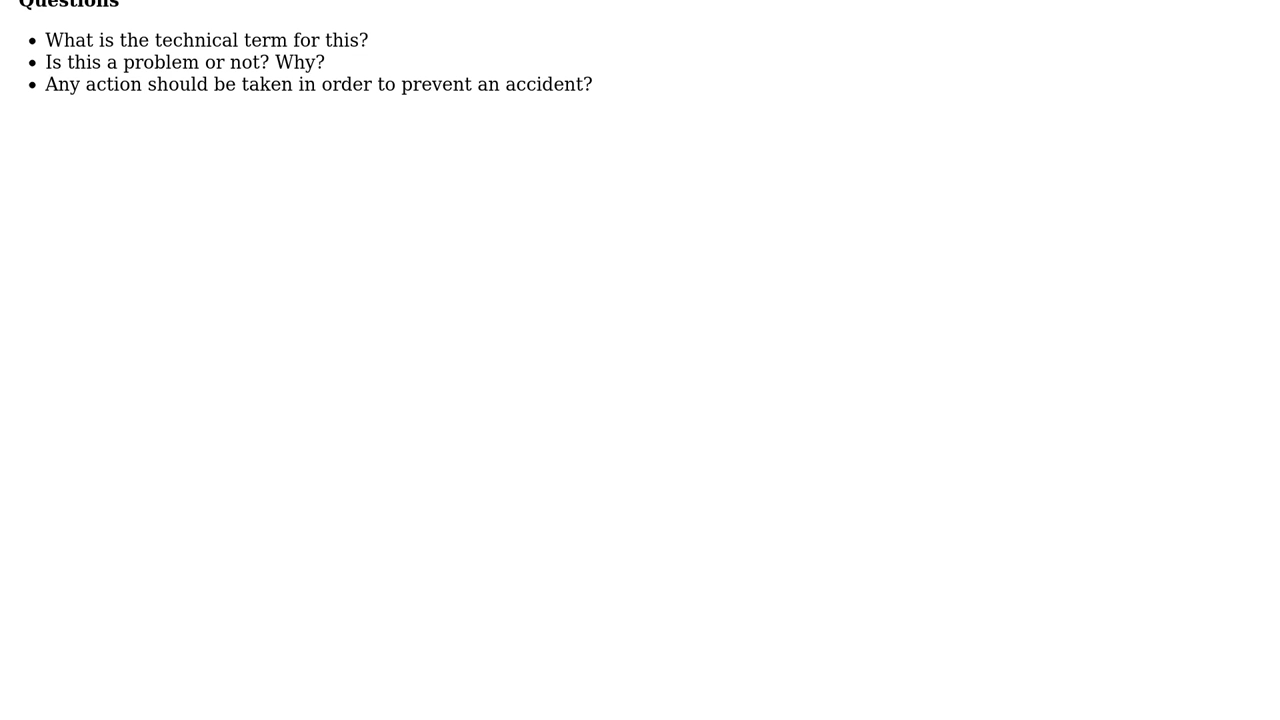 Questions
What is the technical term for this?
Is this a problem or not? Why?
Any action should be taken in order to prevent an accident?